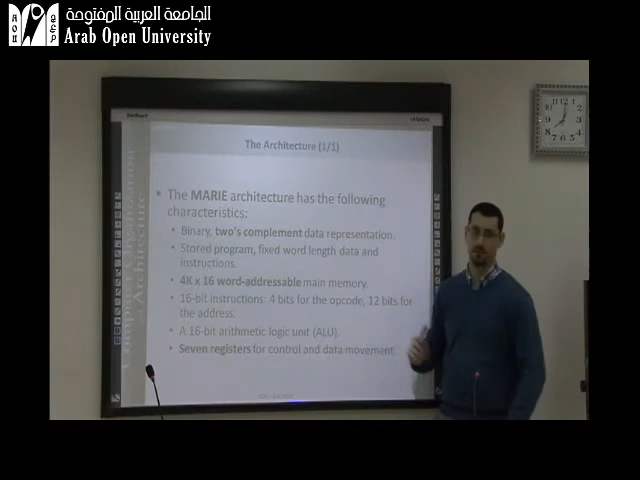 الجامعة العربية المفتوحة
Arab Open University
The Architecture (1/1)
• The MARIE architecture has the following
characteristics:
• Binary, two's complement data representation.
• Stored program, fixed word length data and
instructions.
• 4K x 16 word-addressable main memory.
• 16-bit instructions: 4 bits for the opcode, 12 bits for
the address.
• A 16-bit arithmetic logic unit (ALU).
• Seven registers for control and data movement.
Computer Organization
& Architecture